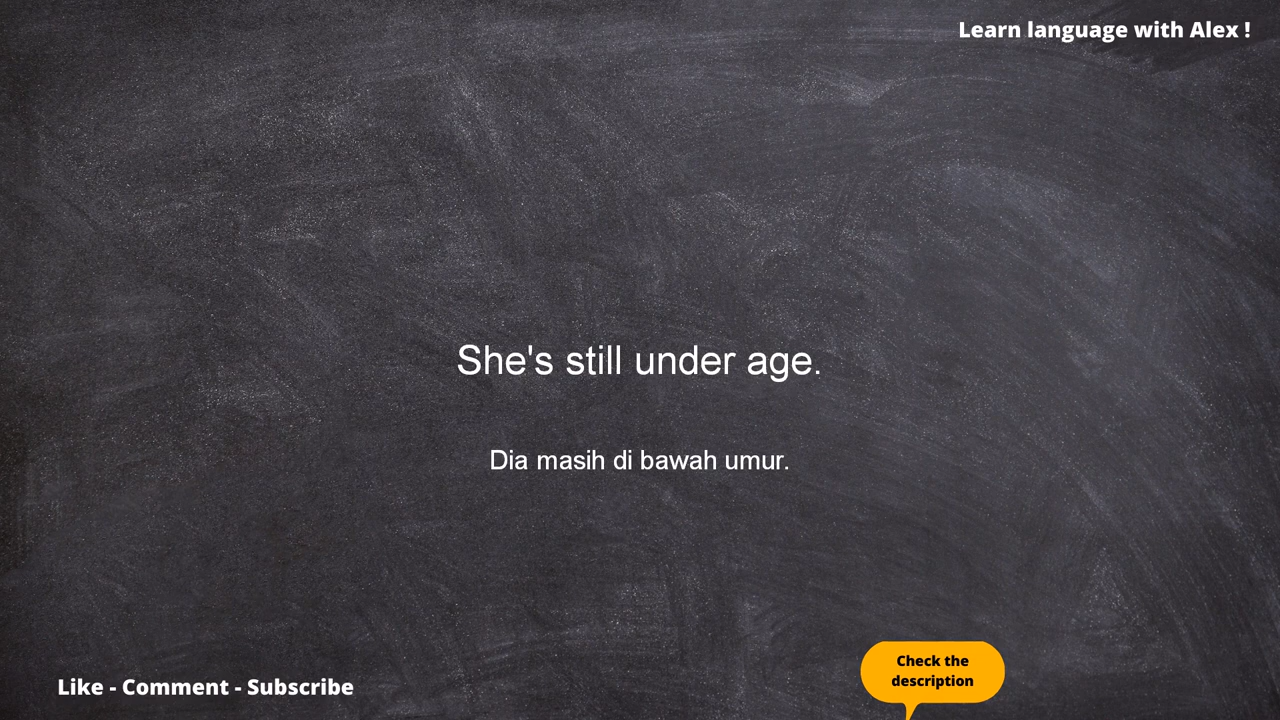 Learn language with Alex !
She's still under age.
Dia masih di bawah umur.
Check the
description
Like - Comment - Subscribe